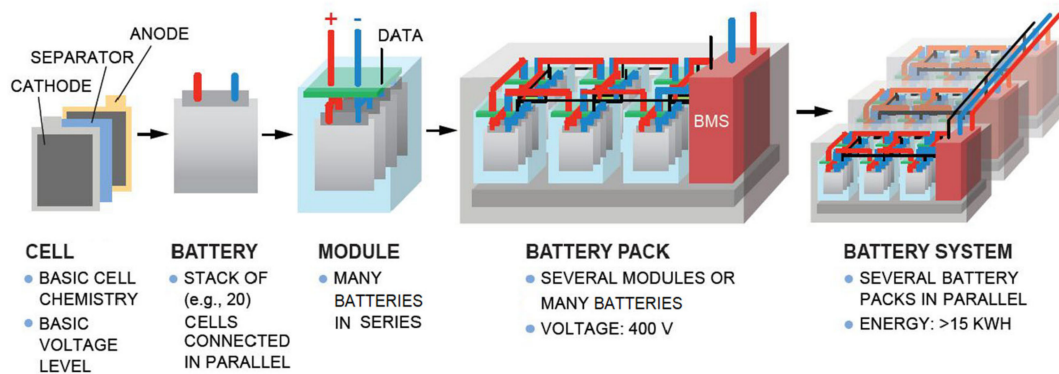 ANODE
SEPARATOR
CATHODE
+ -
DATA
BMS
CELL
BASIC CELL
CHEMISTRY
BASIC
VOLTAGE
LEVEL
BATTERY
STACK OF
(e.g., 20)
CELLS
CONNECTED
IN PARALLEL
MODULE
MANY
BATTERIES
IN SERIES
BATTERY PACK
SEVERAL MODULES OR
MANY BATTERIES
VOLTAGE: 400 V
BATTERY SYSTEM
SEVERAL BATTERY
PACKS IN PARALLEL
ENERGY: >15 KWH